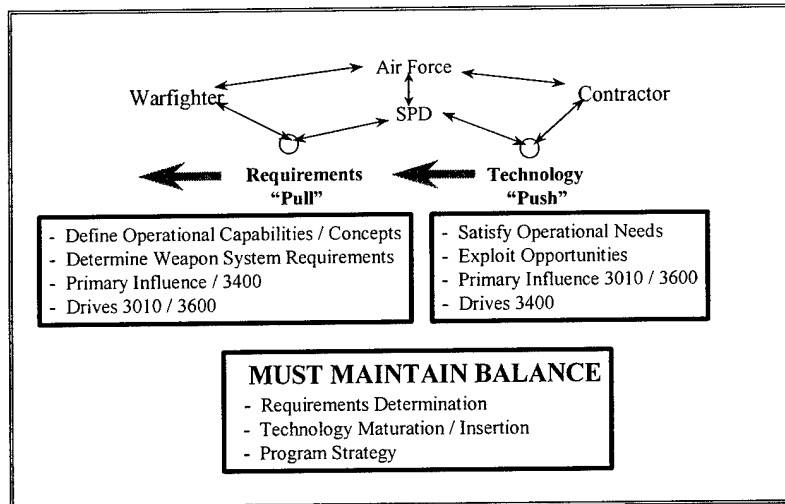 Air Force
Warfighter
Contractor
SPD
Requirements
“Pull”
Technology
“Push”
- Define Operational Capabilities / Concepts
- Determine Weapon System Requirements
- Primary Influence / 3400
- Drives 3010 / 3600
- Satisfy Operational Needs
- Exploit Opportunities
- Primary Influence 3010 / 3600
- Drives 3400
MUST MAINTAIN BALANCE
- Requirements Determination
- Technology Maturation / Insertion
- Program Strategy